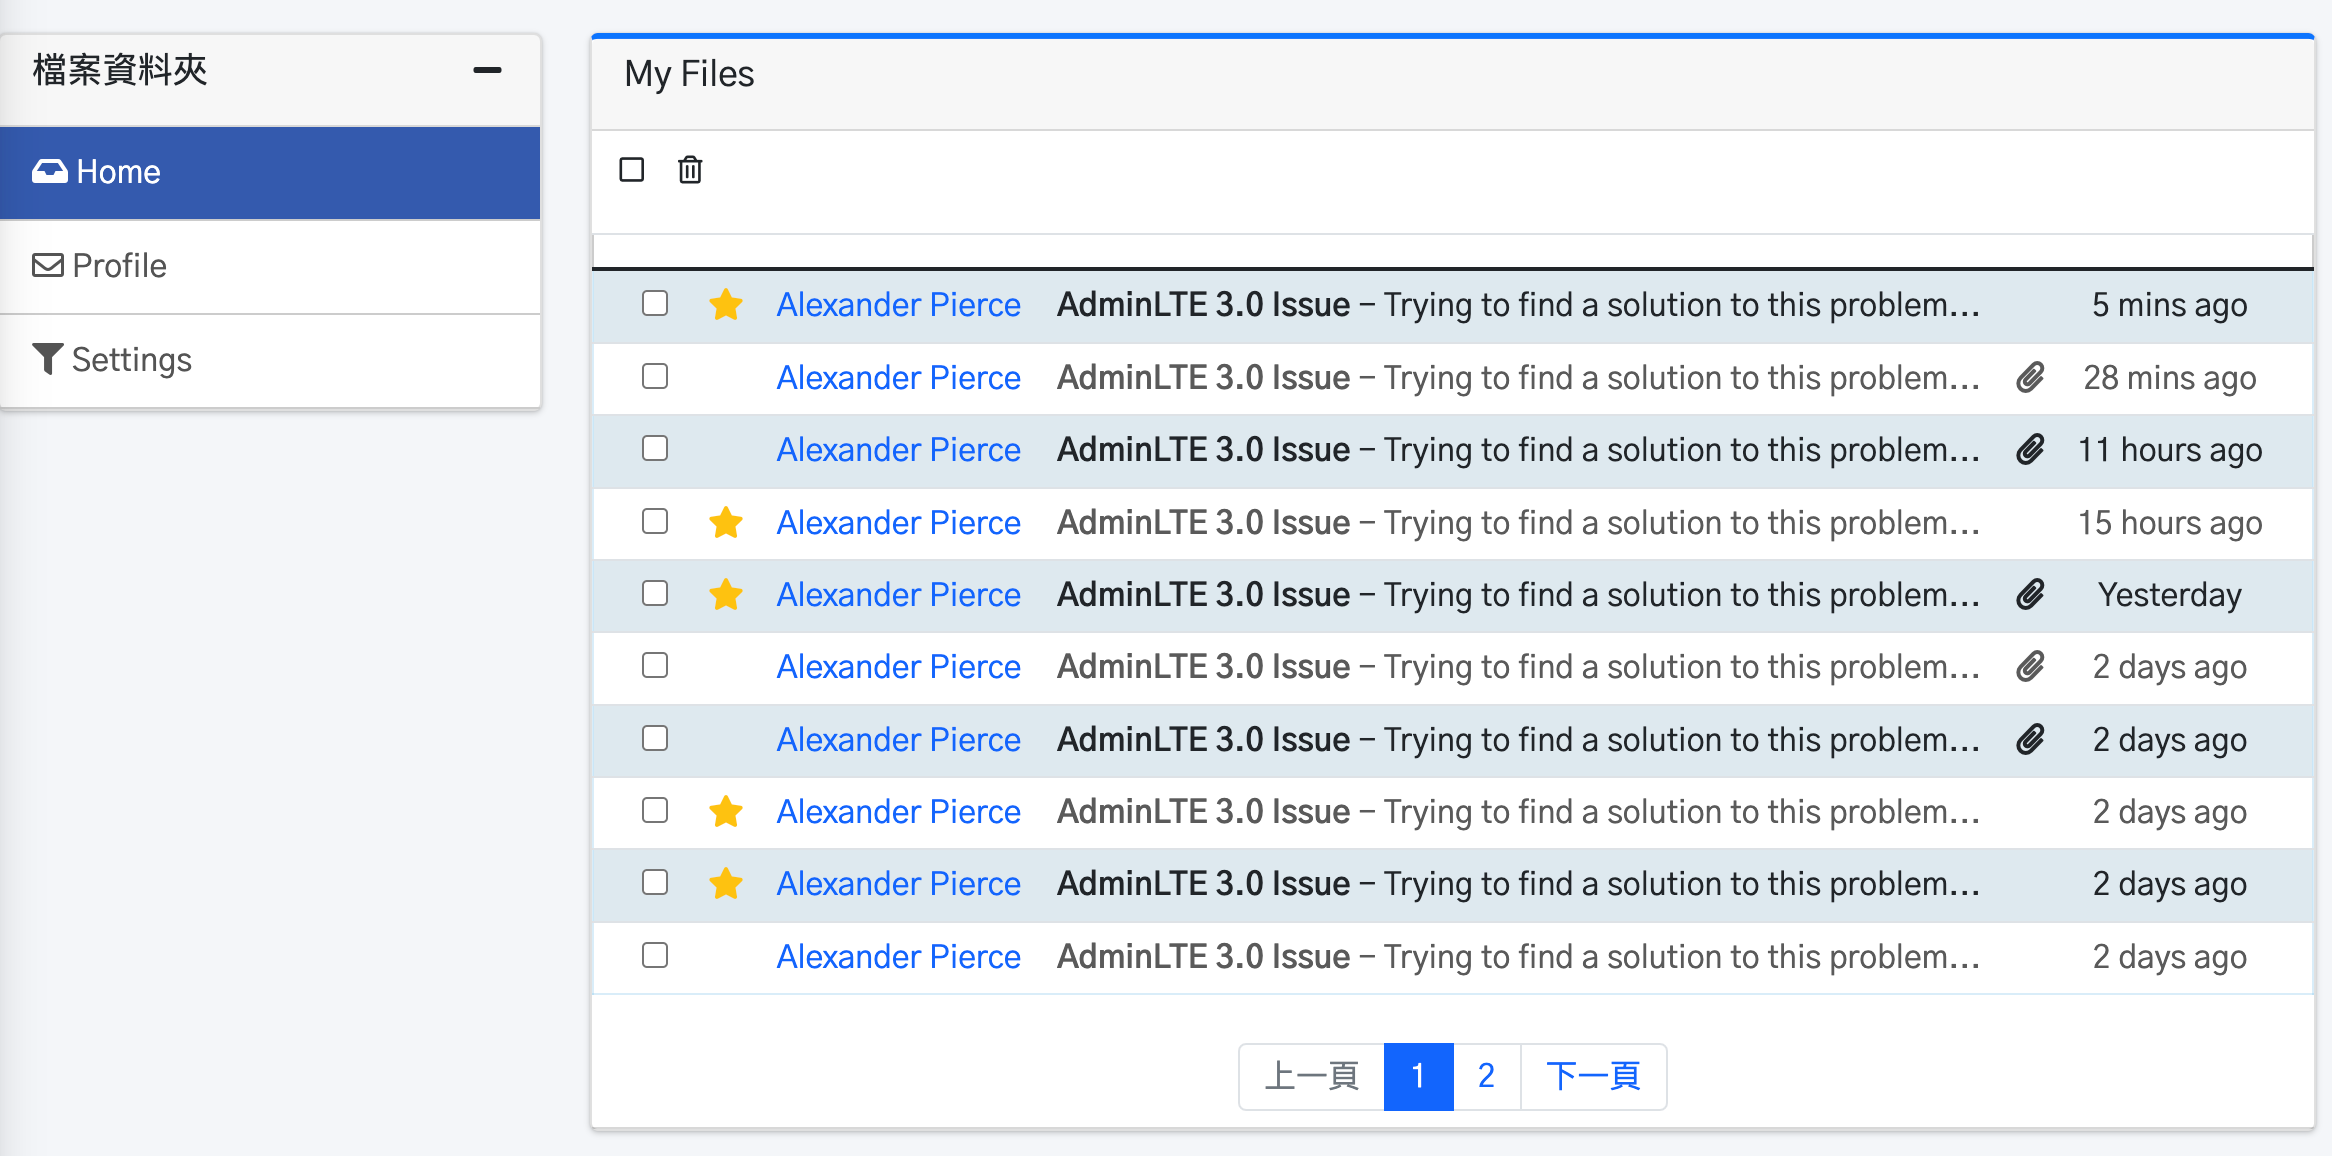 檔案資料夾
Home
Profile
Settings
My Files
Alexander Pierce AdminLTE 3.0 Issue – Trying to find a solution to this problem... 5 mins ago
Alexander Pierce AdminLTE 3.0 Issue – Trying to find a solution to this problem... 28 mins ago
Alexander Pierce AdminLTE 3.0 Issue – Trying to find a solution to this problem... 11 hours ago
Alexander Pierce AdminLTE 3.0 Issue – Trying to find a solution to this problem... 15 hours ago
Alexander Pierce AdminLTE 3.0 Issue – Trying to find a solution to this problem... Yesterday
Alexander Pierce AdminLTE 3.0 Issue – Trying to find a solution to this problem... 2 days ago
Alexander Pierce AdminLTE 3.0 Issue – Trying to find a solution to this problem... 2 days ago
Alexander Pierce AdminLTE 3.0 Issue – Trying to find a solution to this problem... 2 days ago
Alexander Pierce AdminLTE 3.0 Issue – Trying to find a solution to this problem... 2 days ago
Alexander Pierce AdminLTE 3.0 Issue – Trying to find a solution to this problem... 2 days ago
上一頁 1 2 下一頁